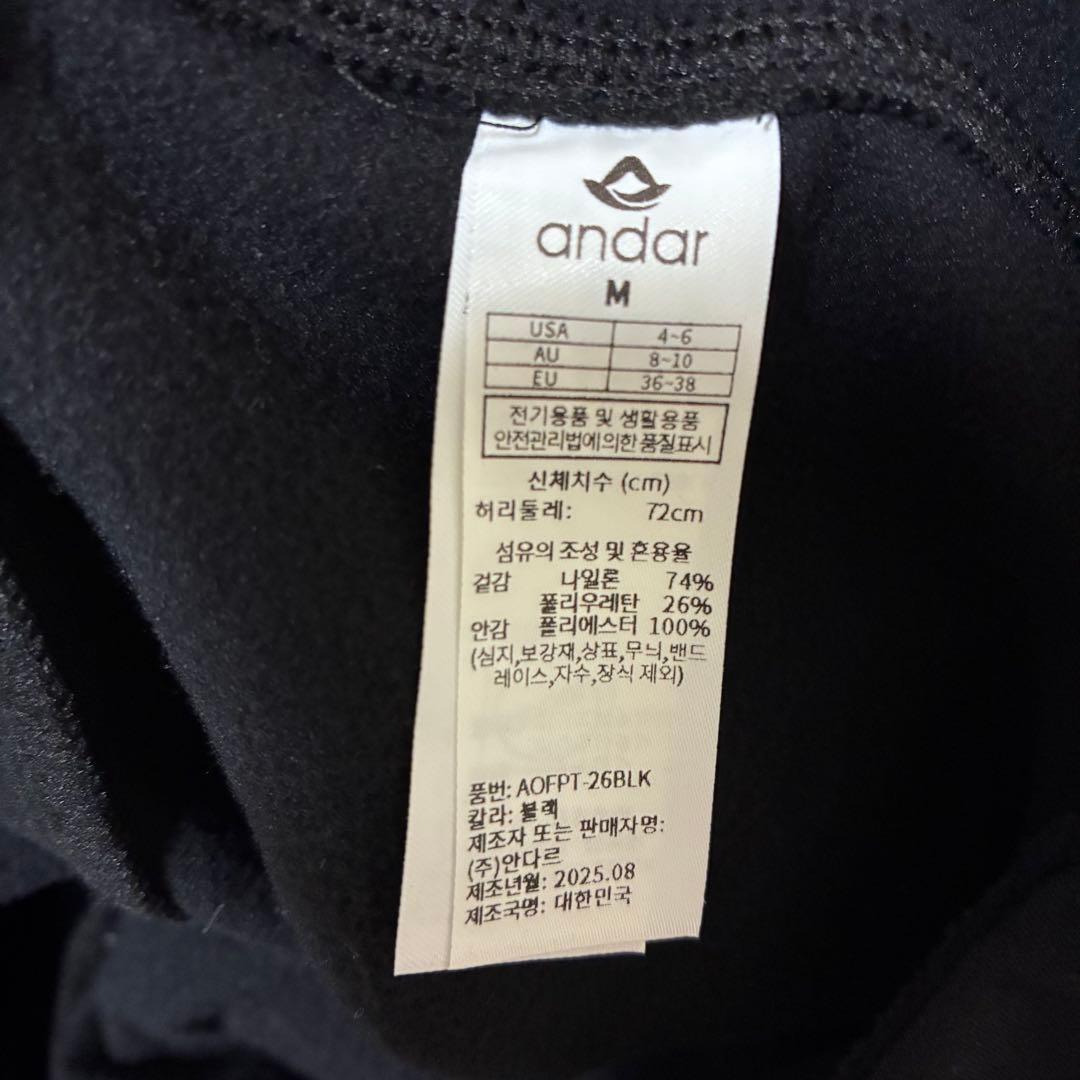 andar
M
USA 4~6
AU 8~10
EU 36~38
전기용품 및 생활용품
안전관리법에의한품질표시
신체치수 (cm)
허리둘레: 72cm
섬유의 조성 및 혼용율
겉감 나일론 74%
폴리우레탄 26%
안감 폴리에스터 100%
(심지,보강재,상표,무늬,밴드
레이스,자수,장식 제외)
품번: AOFPT-26BLK
칼라: 블랙
제조자 또는 판매자명:
(주)안다르
제조년월: 2025.08
제조국명: 대한민국